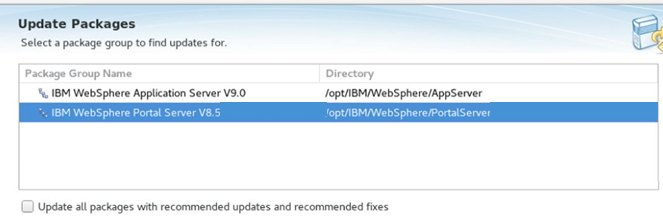 Update Packages
Select a package group to find updates for.
Package Group Name Directory
IBM WebSphere Application Server V9.0 /opt/IBM/WebSphere/AppServer
IBM WebSphere Portal Server V8.5 /opt/IBM/WebSphere/PortalServer
Update all packages with recommended updates and recommended fixes